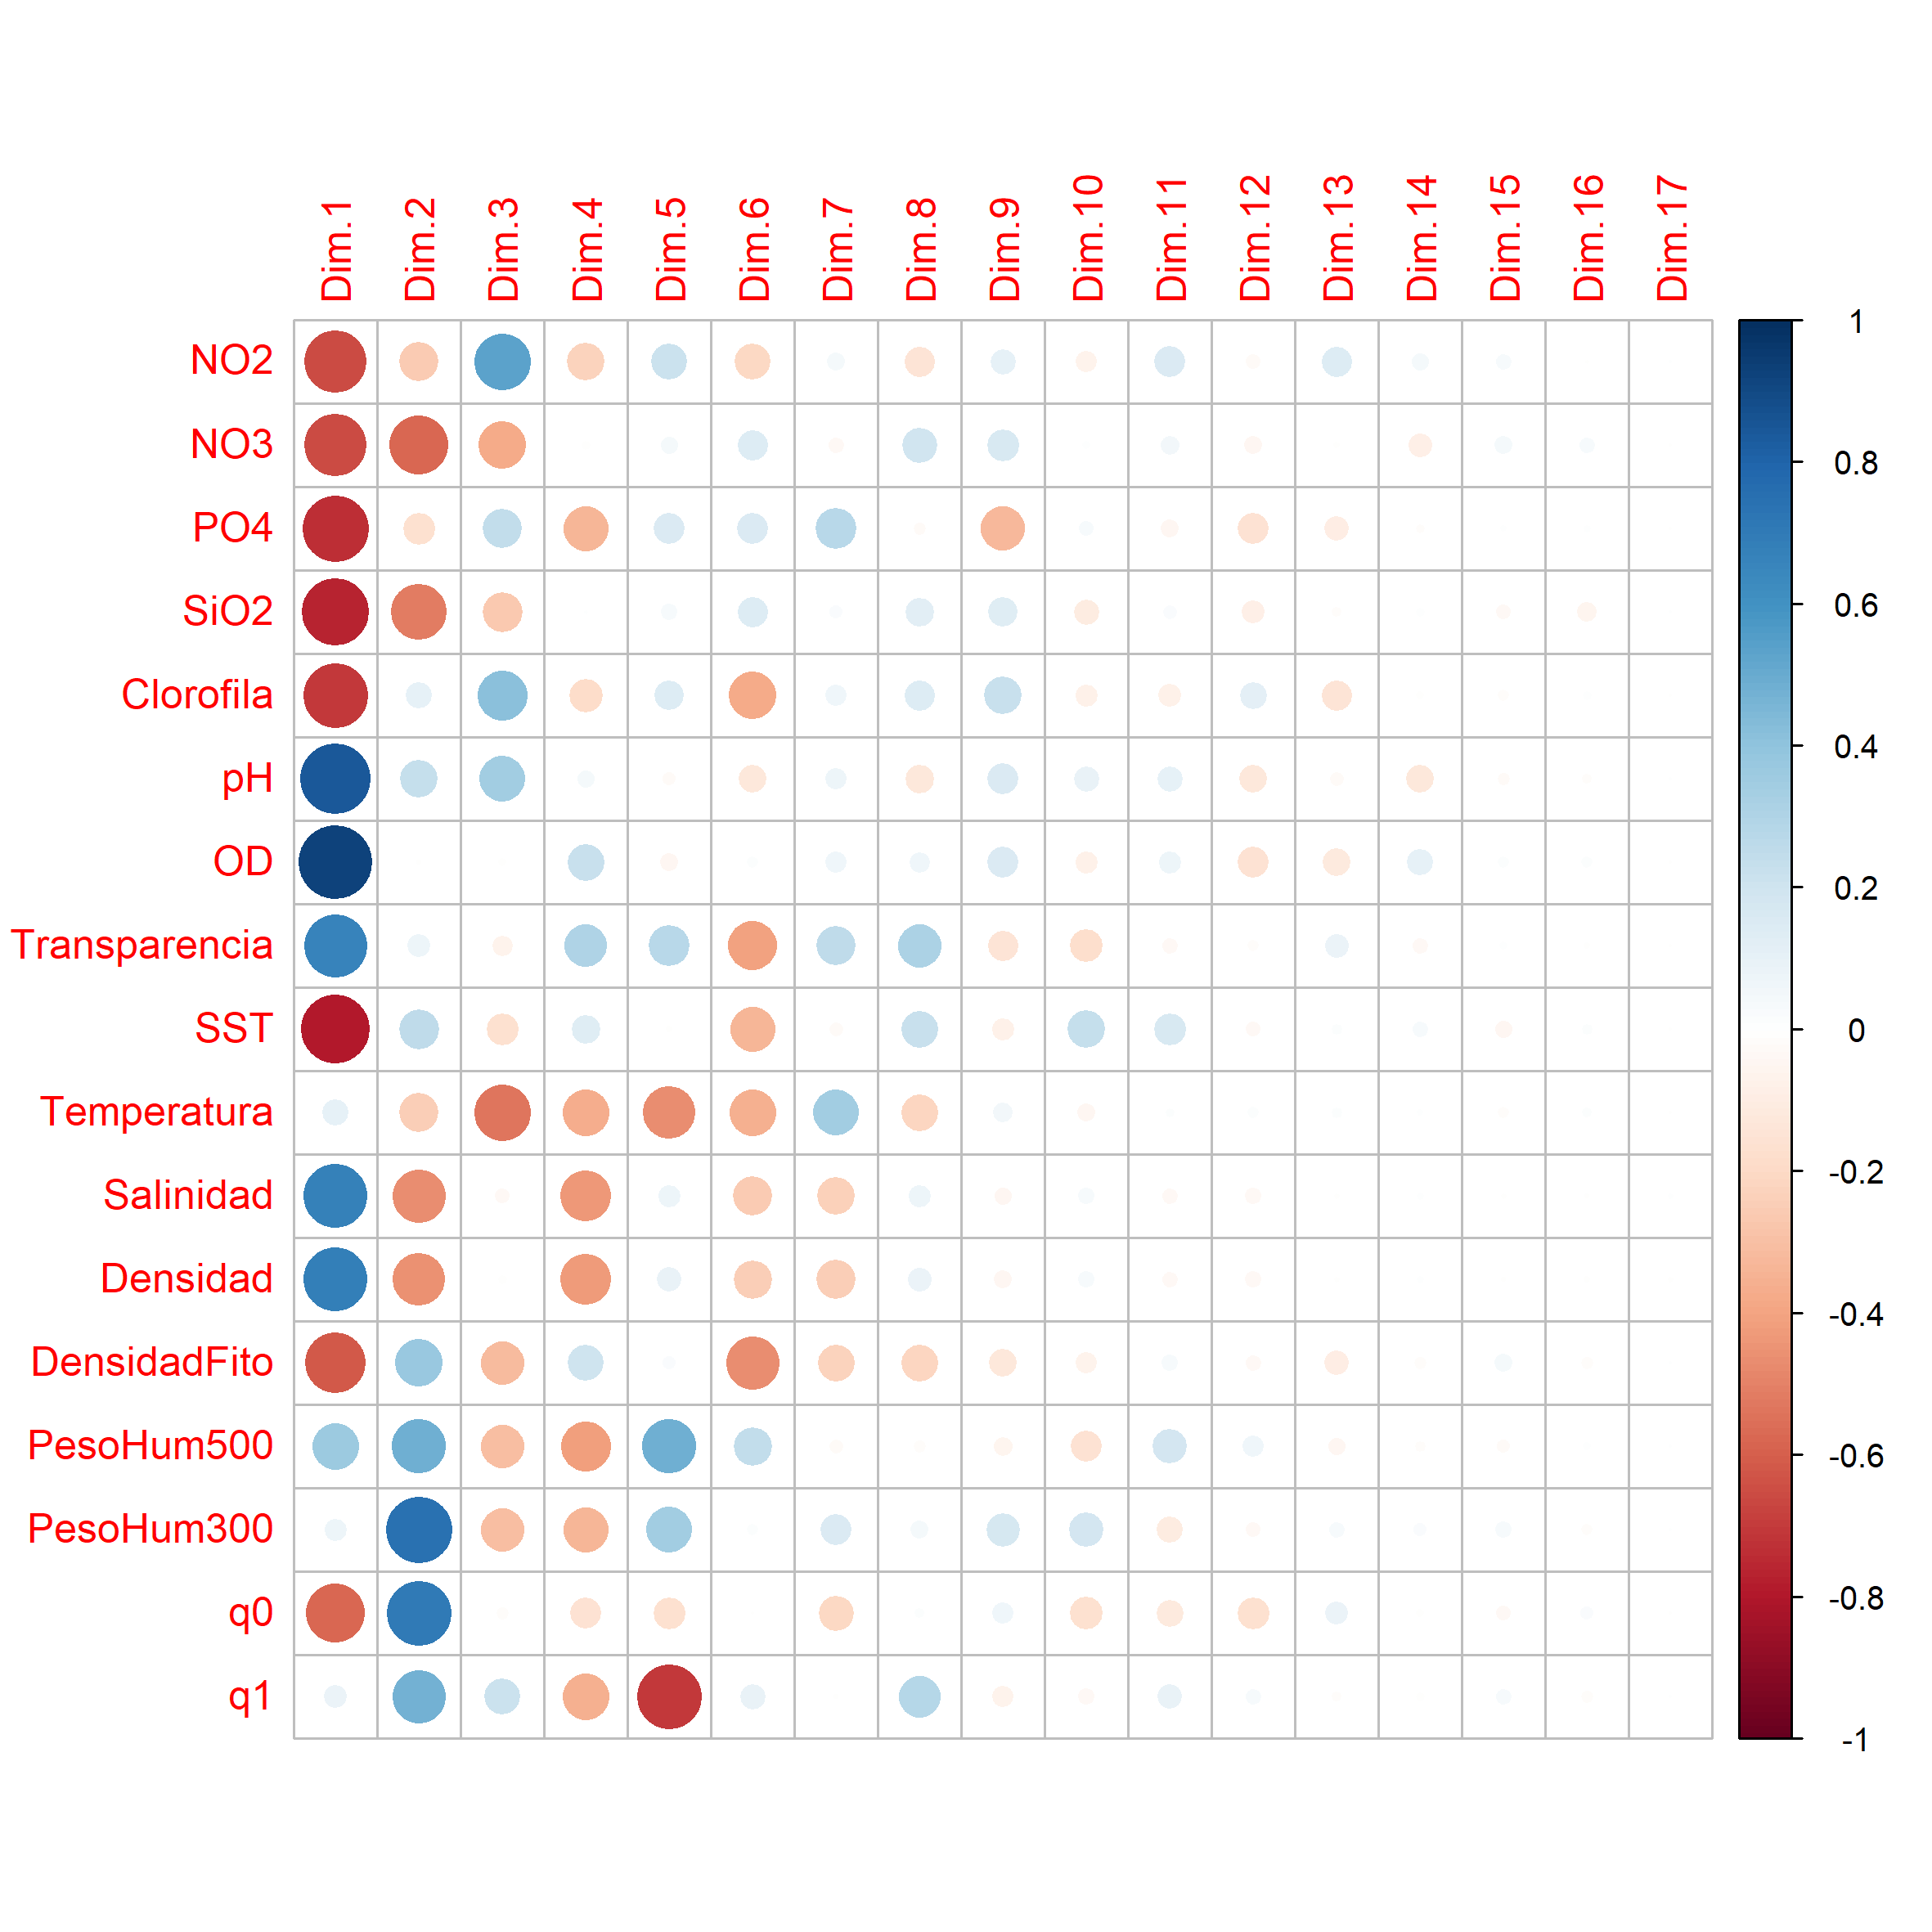 Dim.1
Dim.2
Dim.3
Dim.4
Dim.5
Dim.6
Dim.7
Dim.8
Dim.9
Dim.10
Dim.11
Dim.12
Dim.13
Dim.14
Dim.15
Dim.16
Dim.17
NO2
NO3
PO4
SiO2
Clorofila
pH
OD
Transparencia
SST
Temperatura
Salinidad
Densidad
DensidadFito
PesoHum500
PesoHum300
q0
q1
1
0.8
0.6
0.4
0.2
0
-0.2
-0.4
-0.6
-0.8
-1